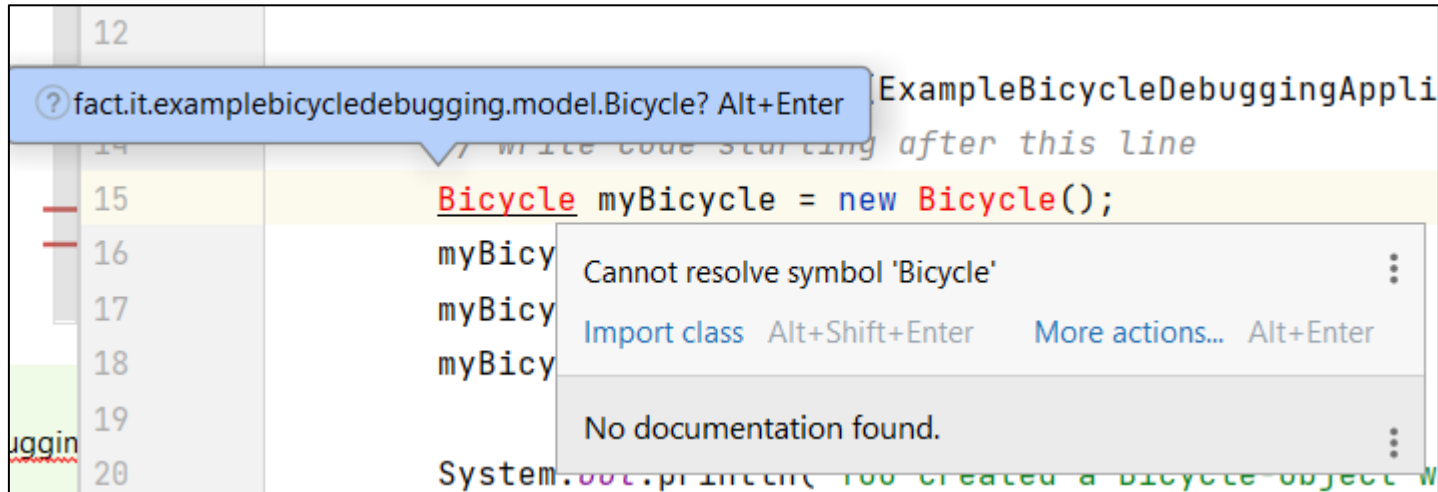 12
?fact.it.examplebicycledebugging.model.Bicycle? Alt+Enter
ExampleBicycleDebuggingAppli
14 // Write code starting after this line
15 Bicycle myBicycle = new Bicycle();
16 myBicy
Cannot resolve symbol 'Bicycle'
17 myBicy
Import class Alt+Shift+Enter More actions... Alt+Enter
18 myBicy
19
No documentation found.
uggin
20 System.out.println("You created a Bicycle-object w